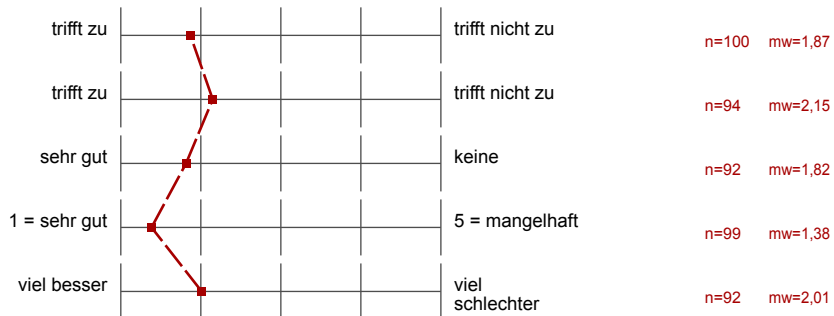 trifft zu trifft nicht zu n=100 mw=1,87
trifft zu trifft nicht zu n=94 mw=2,15
sehr gut keine n=92 mw=1,82
1 = sehr gut 5 = mangelhaft n=99 mw=1,38
viel besser viel n=92 mw=2,01
schlechter